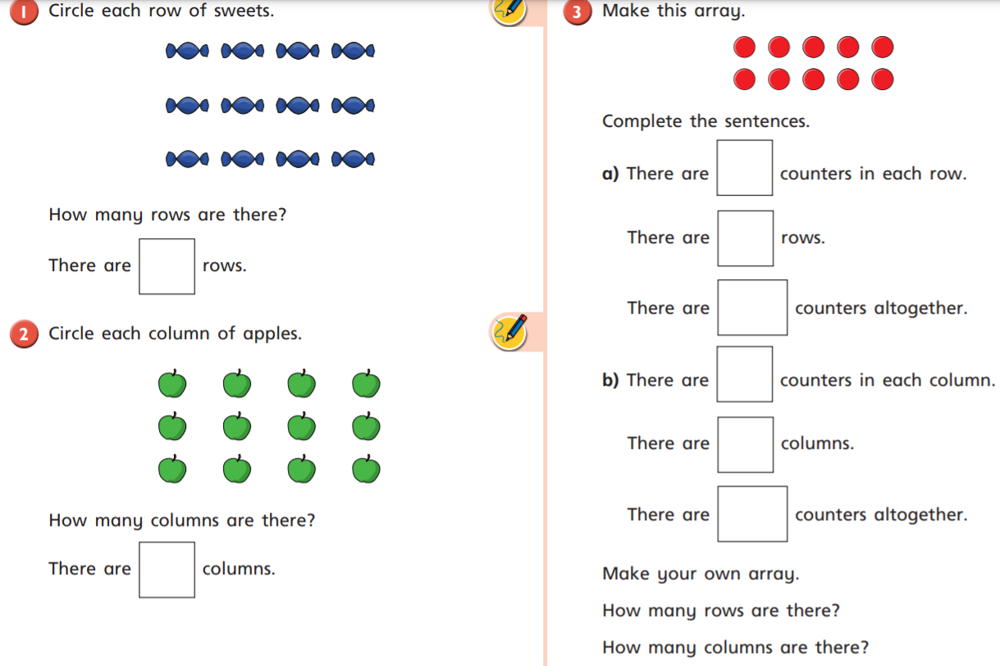 1 Circle each row of sweets.
How many rows are there?
There are rows.
2 Circle each column of apples.
How many columns are there?
There are columns.
3 Make this array.
Complete the sentences.
a) There are counters in each row.
There are rows.
There are counters altogether.
b) There are counters in each column.
There are columns.
There are counters altogether.
Make your own array.
How many rows are there?
How many columns are there?